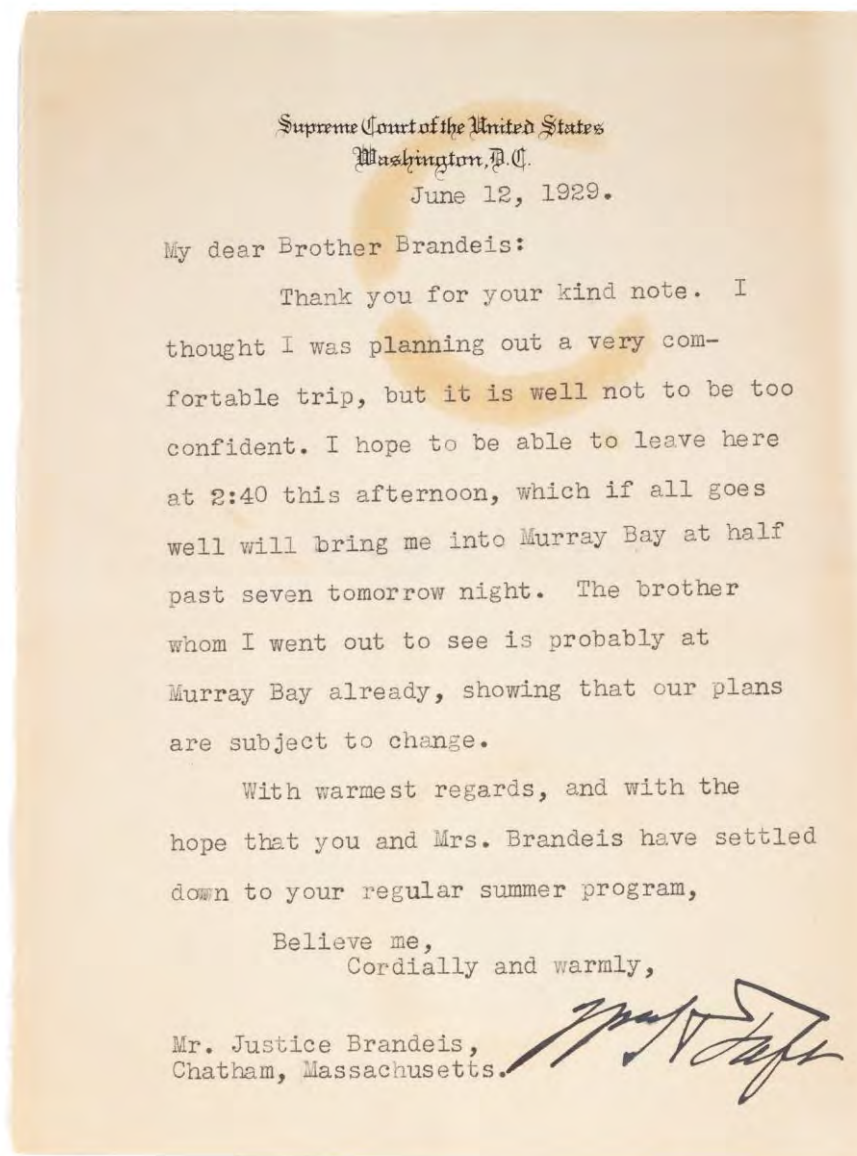 Supreme Court of the United States
Washington, D.C.
June 12, 1929.
My dear Brother Brandeis:
Thank you for your kind note. I
thought I was planning out a very com-
fortable trip, but it is well not to be too
confident. I hope to be able to leave here
at 2:40 this afternoon, which if all goes
well will bring me into Murray Bay at half
past seven tomorrow night. The brother
whom I went out to see is probably at
Murray Bay already, showing that our plans
are subject to change.
With warmest regards, and with the
hope that you and Mrs. Brandeis have settled
down to your regular summer program,
Believe me,
Cordially and warmly,
Wm H Taft
Mr. Justice Brandeis,
Chatham, Massachusetts.